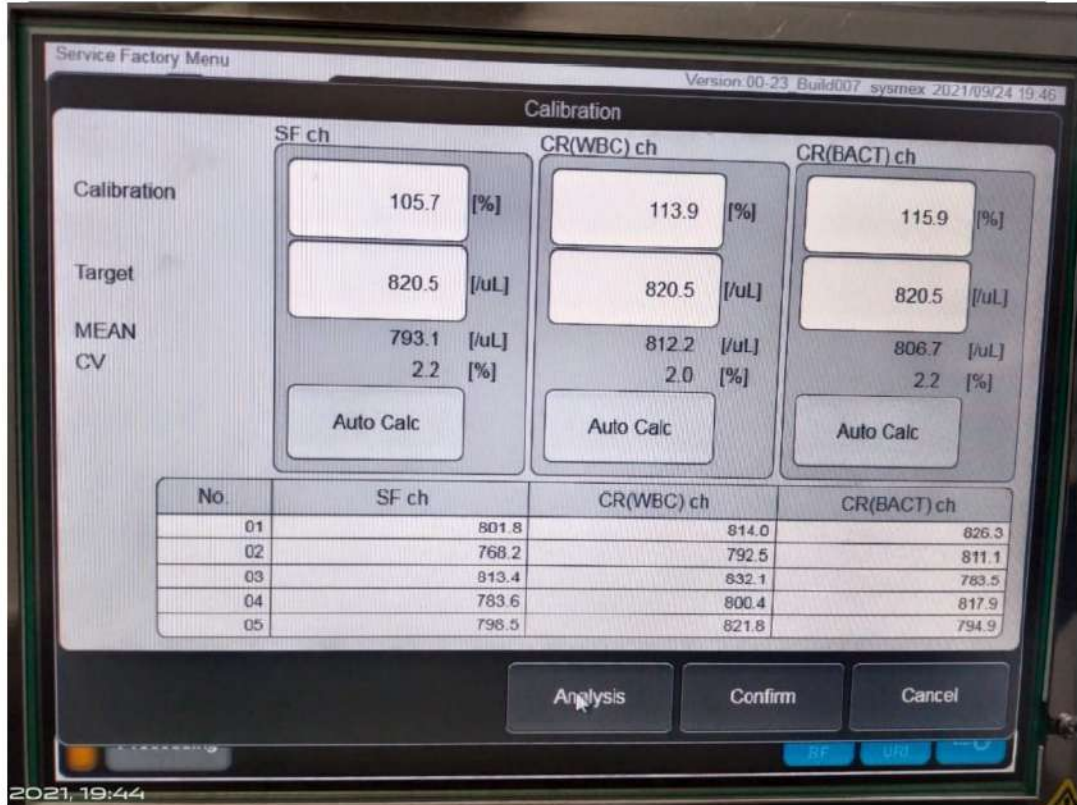 Service Factory Menu
Version:00-23_Build007 sysmex 2021/09/24 19:46
Calibration
SF ch CR(WBC) ch CR(BACT) ch
Calibration 105.7 [%] 113.9 [%] 115.9 [%]
Target 820.5 [/uL] 820.5 [/uL] 820.5 [/uL]
MEAN 793.1 [/uL] 812.2 [/uL] 806.7 [/uL]
CV 2.2 [%] 2.0 [%] 2.2 [%]
Auto Calc Auto Calc Auto Calc
No. SF ch CR(WBC) ch CR(BACT) ch
01 801.8 814.0 826.3
02 768.2 792.5 811.1
03 813.4 832.1 783.5
04 783.6 800.4 817.9
05 798.5 821.8 794.9
Analysis Confirm Cancel
RF URI
2021, 19:44